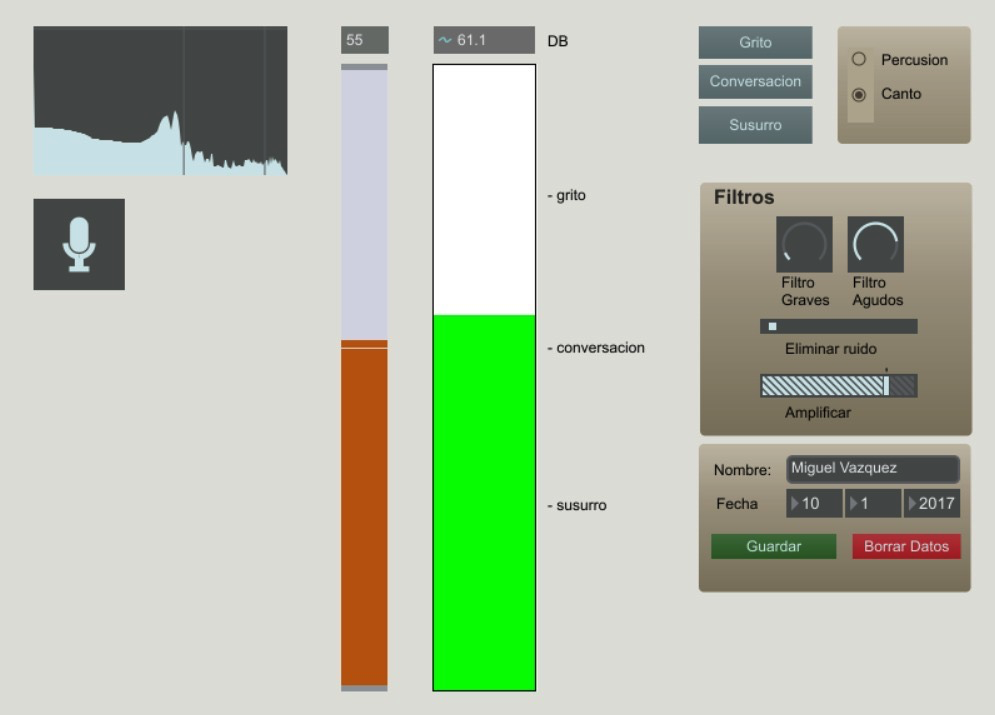 55
61.1
DB
- grito
- conversacion
- susurro
Grito
Conversacion
Susurro
Percusion
Canto
Filtros
Filtro
Graves
Filtro
Agudos
Eliminar ruido
Amplificar
Nombre: Miguel Vazquez
Fecha 10 1 2017
Guardar Borrar Datos